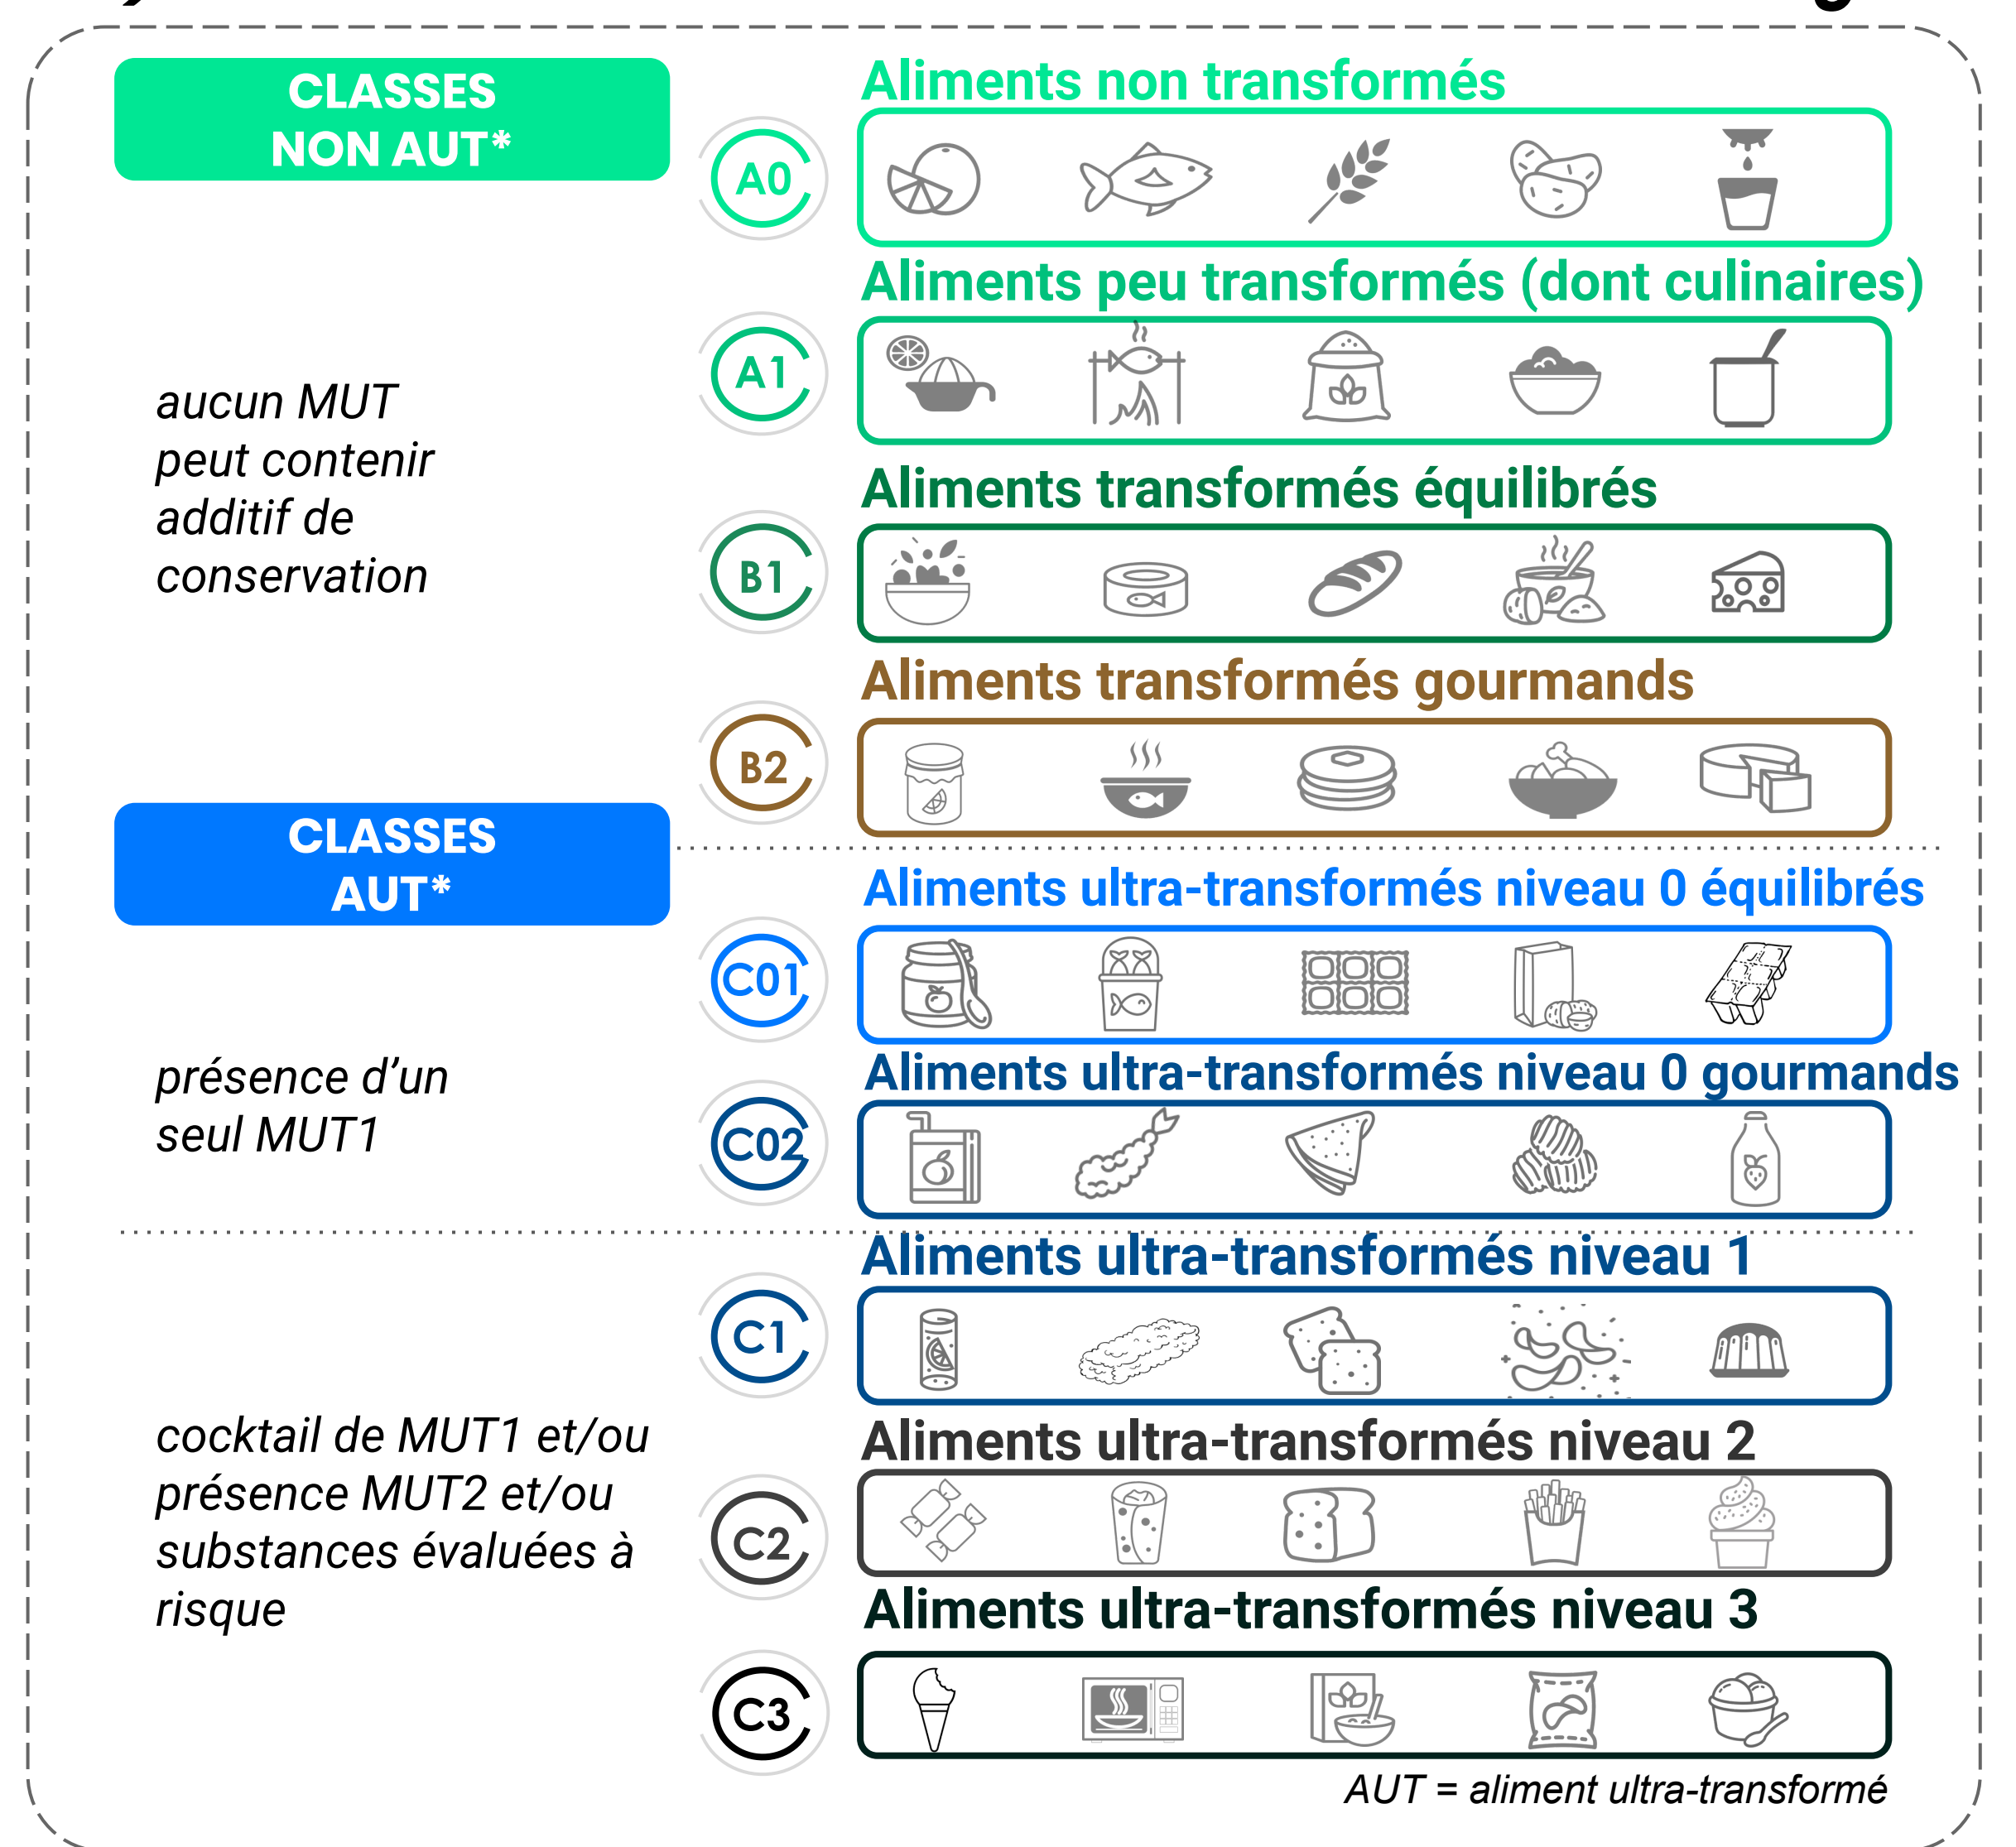 CLASSES
NON AUT*
Aliments non transformés
A0
Aliments peu transformés (dont culinaires)
A1
aucun MUT
peut contenir
additif de
conservation
Aliments transformés équilibrés
B1
Aliments transformés gourmands
B2
CLASSES
AUT*
Aliments ultra-transformés niveau 0 équilibrés
C01
présence d’un
seul MUT1
Aliments ultra-transformés niveau 0 gourmands
C02
Aliments ultra-transformés niveau 1
C1
cocktail de MUT1 et/ou
présence MUT2 et/ou
substances évaluées à
risque
Aliments ultra-transformés niveau 2
C2
Aliments ultra-transformés niveau 3
C3
AUT = aliment ultra-transformé